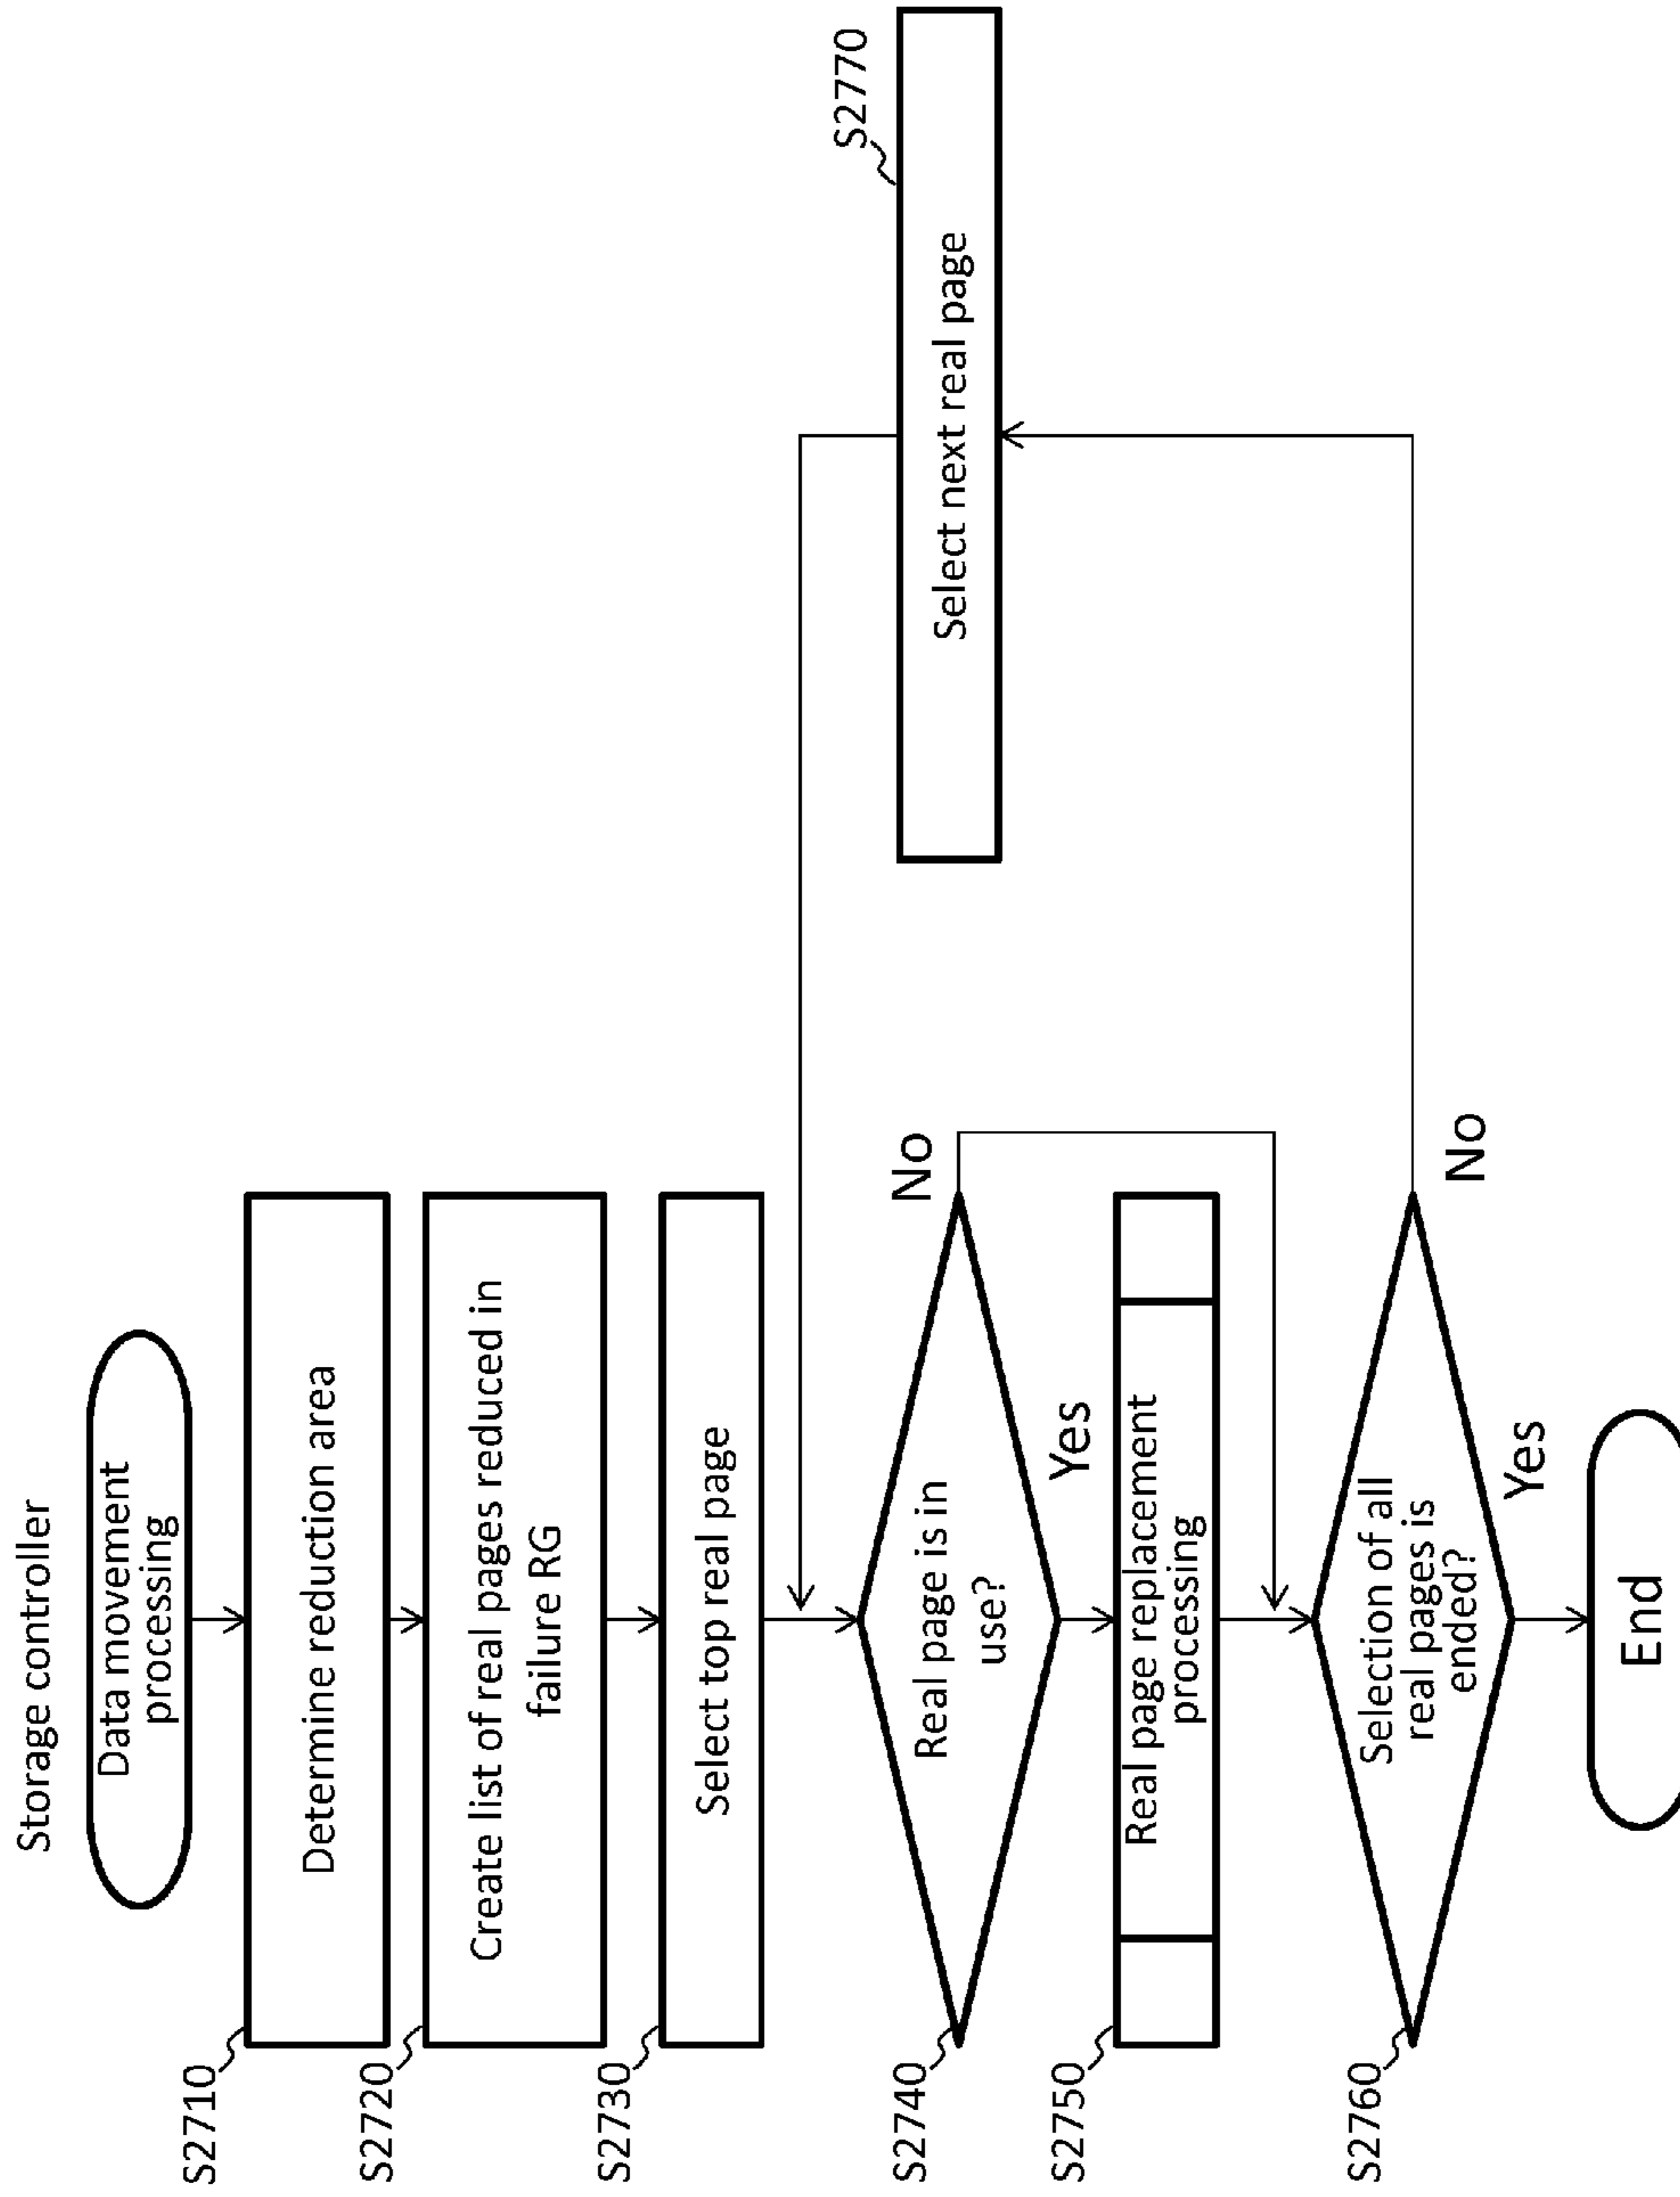 Storage controller
Data movement
processing
S2710
Determine reduction area
S2720
Create list of real pages reduced in
failure RG
S2730
Select top real page
S2740
Real page is in
use?
No
Yes
S2770
Select next real page
S2750
Real page replacement
processing
S2760
Selection of all
real pages is
ended?
No
Yes
End